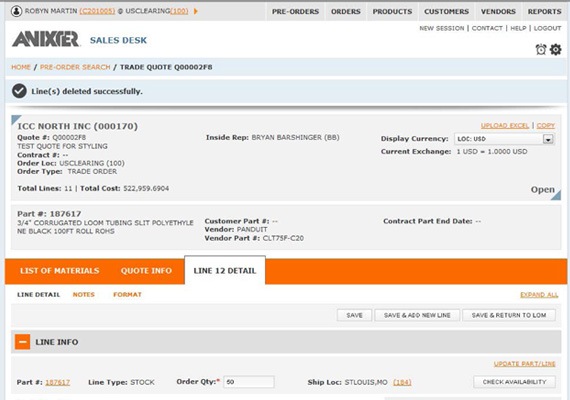 ROBYN MARTIN (C201005) @ USCLEARING(100)
PRE-ORDERS ORDERS PRODUCTS CUSTOMERS VENDORS REPORTS
NEW SESSION | CONTACT | HELP | LOGOUT
ANIXTER SALES DESK
HOME / PRE-ORDER SEARCH / TRADE QUOTE Q00002F8
Line(s) deleted successfully.
ICC NORTH INC (000170)
UPLOAD EXCEL | COPY
Quote #: Q00002F8 Inside Rep: BRYAN BARSHINGER (BB) Display Currency: LOC: USD
TEST QUOTE FOR STYLING
Contract #: -- Current Exchange: 1 USD = 1.0000 USD
Order Loc: USCLEARING (100)
Order Type: TRADE ORDER
Total Lines: 11 | Total Cost: 522,959.6904 Open
Part #: 187617
3/4" CORRUGATED LOOM TUBING SLIT POLYETHYLE
NE BLACK 100FT ROLL ROHS
Customer Part #: -- Contract Part End Date: --
Vendor: PANDUIT
Vendor Part #: CLT75F-C20
LIST OF MATERIALS QUOTE INFO LINE 12 DETAIL
LINE DETAIL NOTES FORMAT EXPAND ALL
SAVE SAVE & ADD NEW LINE SAVE & RETURN TO LOM
LINE INFO
UPDATE PART/LINE
Part #: 187617 Line Type: STOCK Order Qty:* 50 Ship Loc: STLOUIS,MO (184) CHECK AVAILABILITY